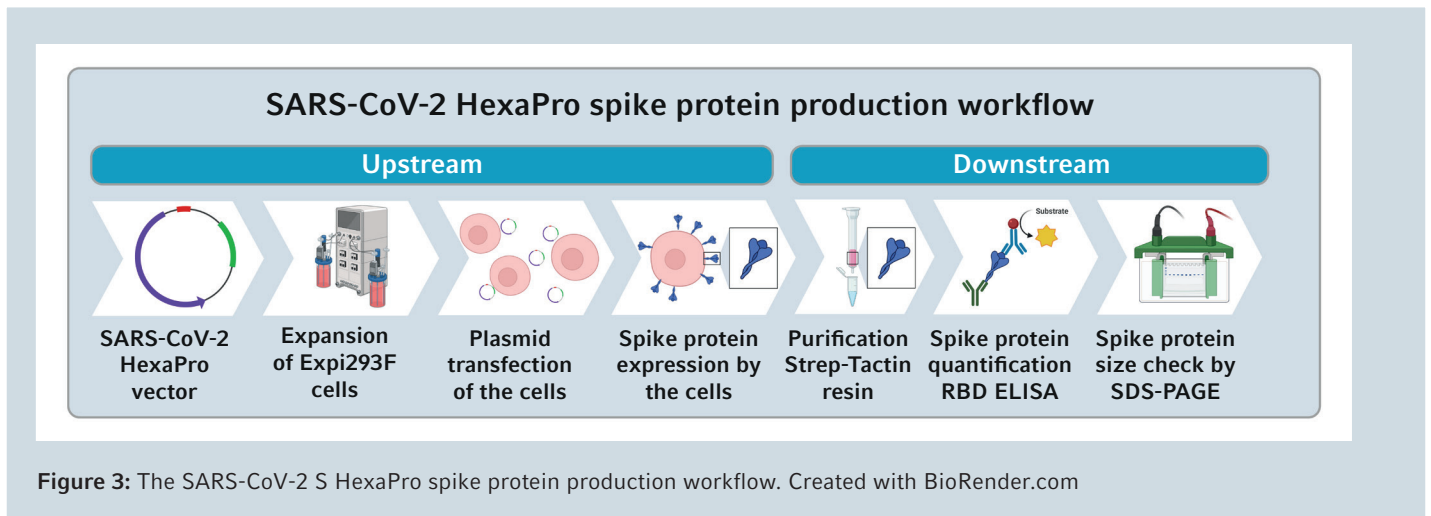 SARS-CoV-2 HexaPro spike protein production workflow
Upstream
Downstream
Substrate
SARS-CoV-2
HexaPro
vector
Expansion
of Expi293F
cells
Plasmid
transfection
of the cells
Spike protein
expression by
the cells
Purification
Strep-Tactin
resin
Spike protein
quantification
RBD ELISA
Spike protein
size check by
SDS-PAGE
Figure 3: The SARS-CoV-2 S HexaPro spike protein production workflow. Created with BioRender.com